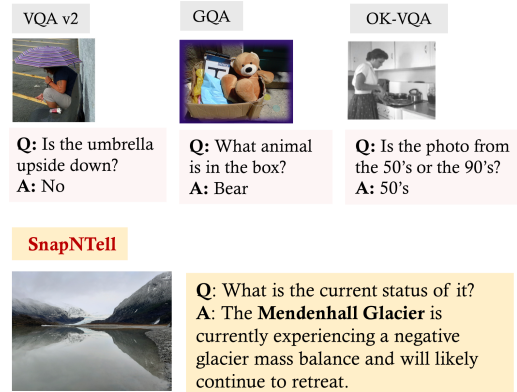 VQA v2
GQA
OK-VQA
Q: Is the umbrella
upside down?
A: No
Q: What animal
is in the box?
A: Bear
Q: Is the photo from
the 50's or the 90's?
A: 50's
SnapNTell
Q: What is the current status of it?
A: The Mendenhall Glacier is
currently experiencing a negative
glacier mass balance and will likely
continue to retreat.